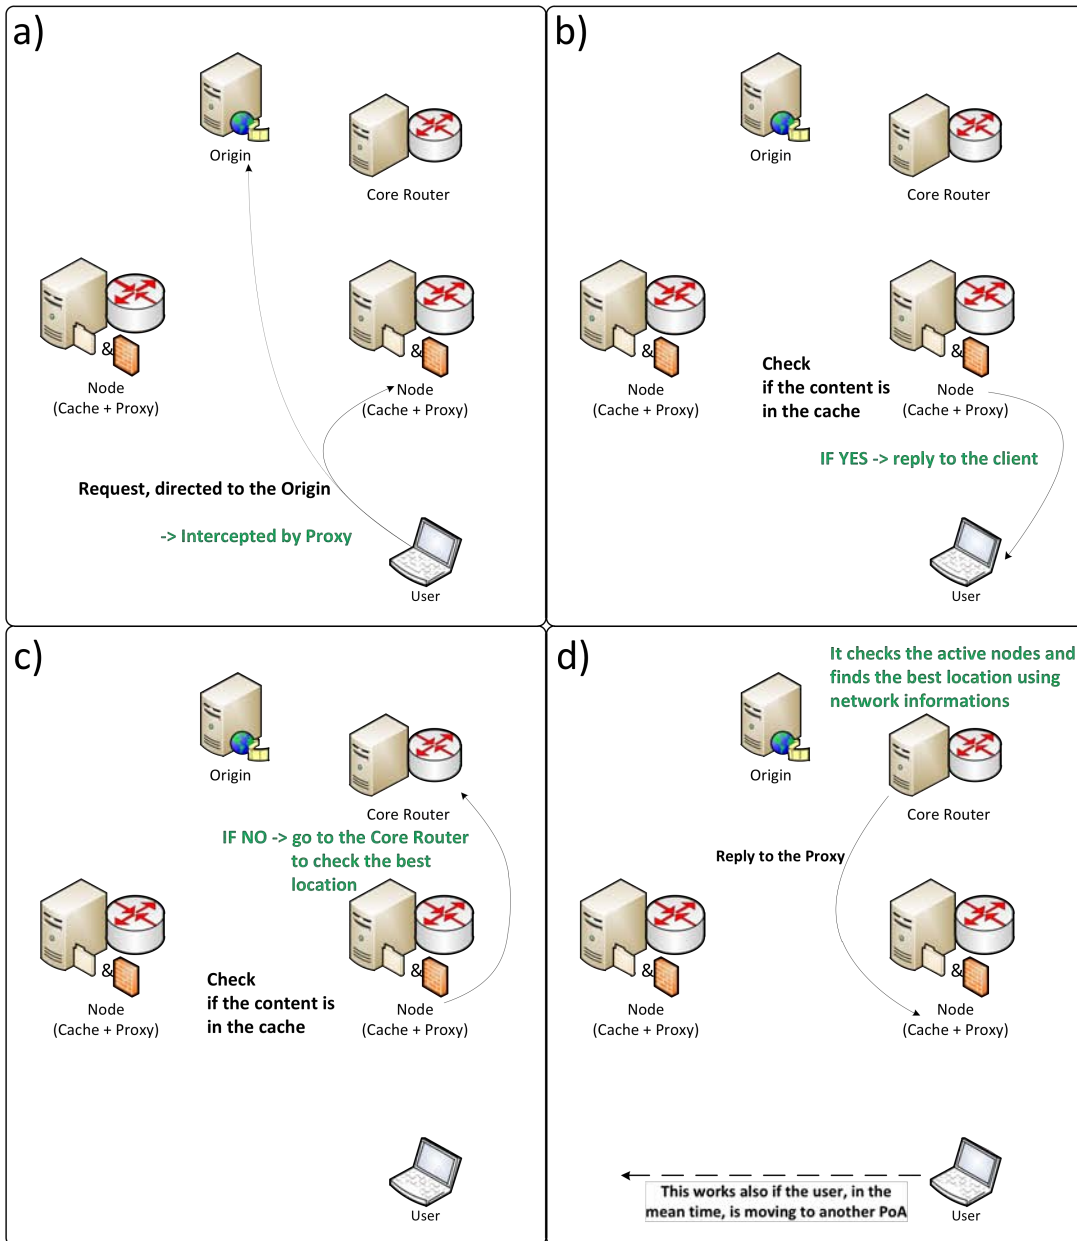 a)
Origin
Core Router
&
Node
(Cache + Proxy)
&
Node
(Cache + Proxy)
Request, directed to the Origin
-> Intercepted by Proxy
User
b)
Origin
Core Router
&
Node
(Cache + Proxy)
&
Node
(Cache + Proxy)
Check
if the content is
in the cache
IF YES -> reply to the client
User
c)
Origin
Core Router
IF NO -> go to the Core Router
to check the best
location
&
Node
(Cache + Proxy)
&
Node
(Cache + Proxy)
Check
if the content is
in the cache
User
d)
It checks the active nodes and
finds the best location using
network informations
Origin
Core Router
Reply to the Proxy
&
Node
(Cache + Proxy)
&
Node
(Cache + Proxy)
This works also if the user, in the
mean time, is moving to another PoA
User